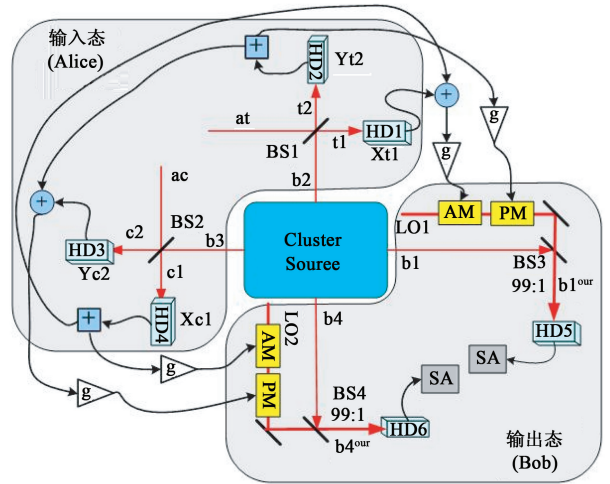 输入态
(Alice)
+
HD2
Yt2
at
t2
BS1
t1
HD1
Xt1
+
g
g
b2
ac
+
c2
HD3
Yc2
BS2
b3
c1
HD4
Xc1
+
Cluster
Souree
b1
LO1
AM
PM
BS3
99:1
b1our
HD5
SA
g
g
LO2
AM
PM
b4
BS4
99:1
b4our
HD6
SA
输出态
(Bob)